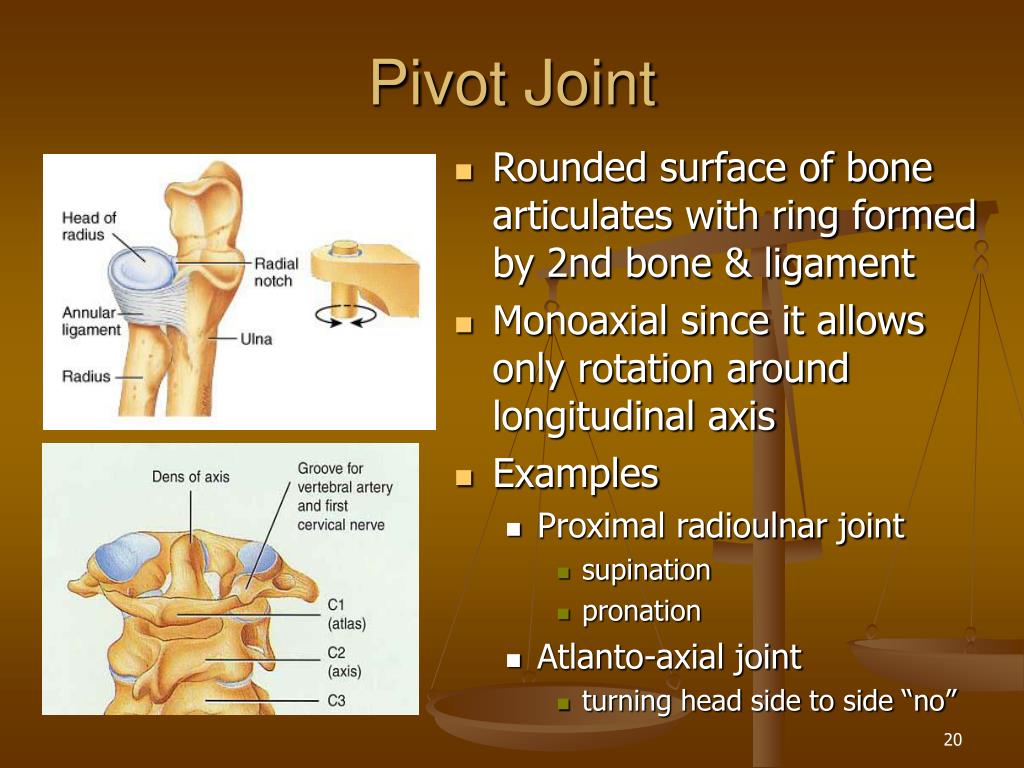 Pivot Joint
Head of
radius
Radial
notch
Annular
ligament
Ulna
Radius
Dens of axis
Groove for
vertebral artery
and first
cervical nerve
C1
(atlas)
C2
(axis)
C3
Rounded surface of bone
articulates with ring formed
by 2nd bone & ligament
Monoaxial since it allows
only rotation around
longitudinal axis
Examples
Proximal radioulnar joint
supination
pronation
Atlanto-axial joint
turning head side to side “no”
20